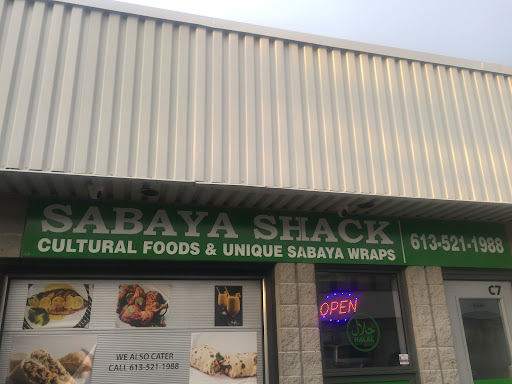 SABAYA SHACK
CULTURAL FOODS & UNIQUE SABAYA WRAPS
613-521-1988
C7
OPEN
حلال
HALAL
WE ALSO CATER
CALL 613-521-1988